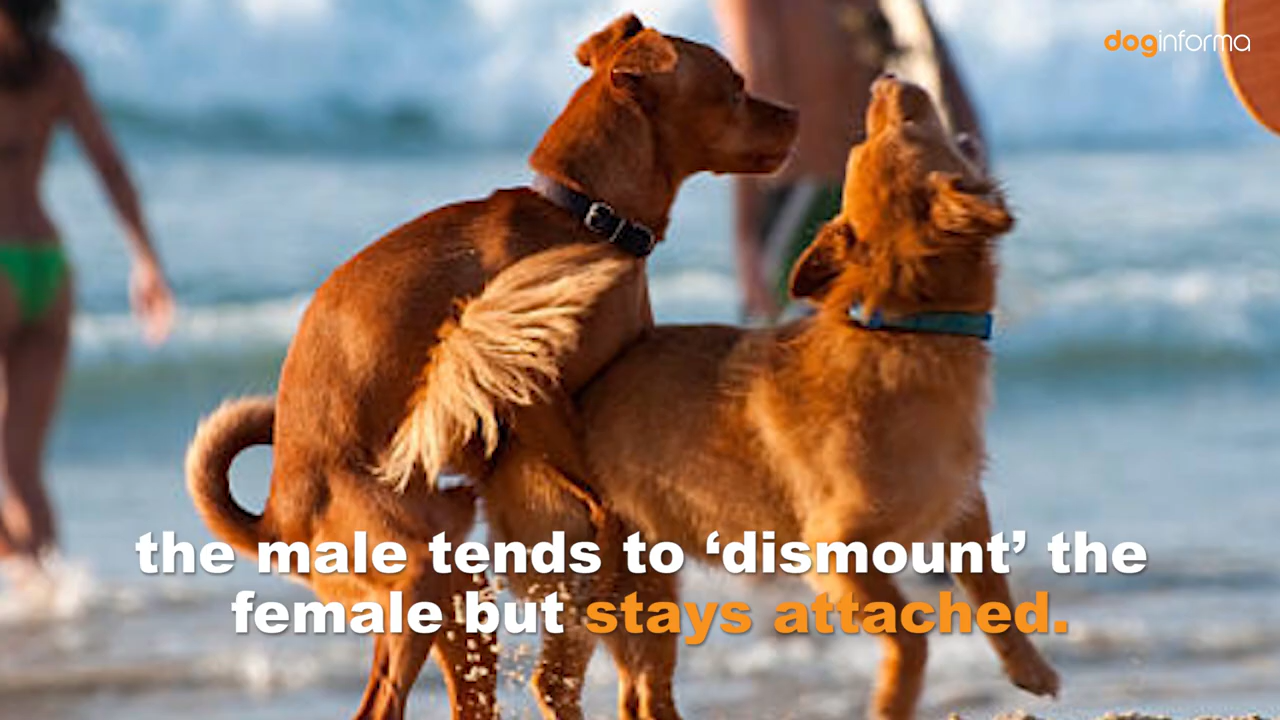 doginforma
the male tends to ‘dismount’ the
female but stays attached.